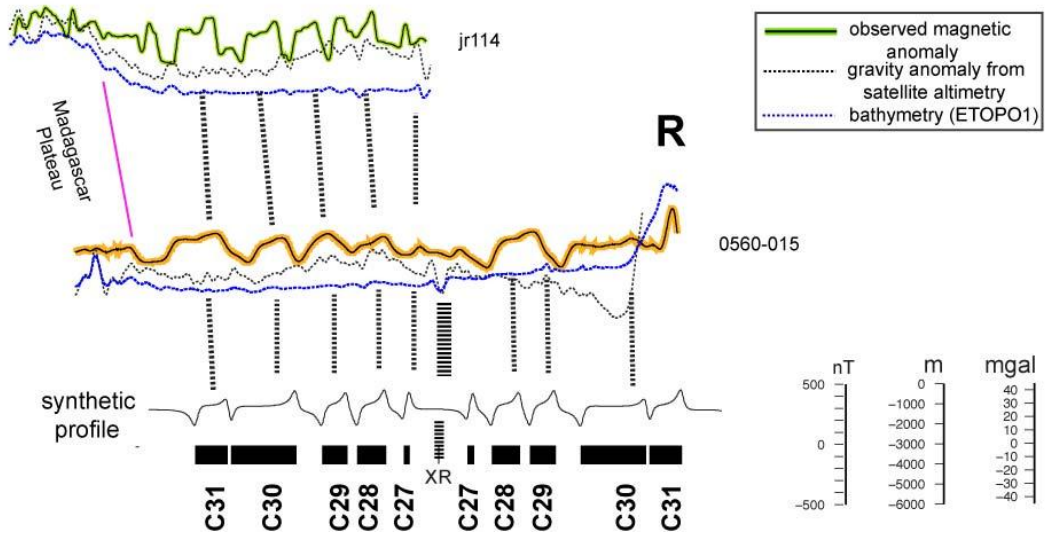 jr114
observed magnetic
anomaly
gravity anomaly from
satellite altimetry
bathymetry (ETOPO1)
R
Madagascar
Plateau
0560-015
synthetic
profile
XR
C31
C30
C29
C28
C27
C27
C28
C29
C30
C31
nT
500
0
-500
m
0
-1000
-2000
-3000
-4000
-5000
-6000
mgal
40
30
20
10
0
-10
-20
-30
-40